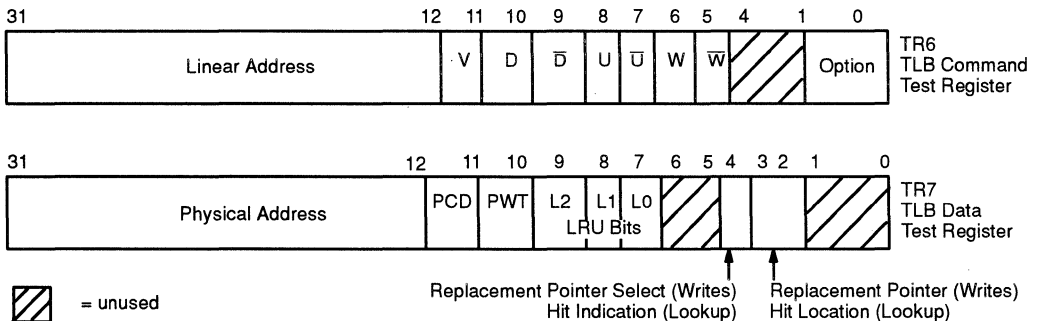 31 12 11 10 9 8 7 6 5 4 1 0
Linear Address V D D̅ U U̅ W W̅ Option
TR6
TLB Command
Test Register
31 12 11 10 9 8 7 6 5 4 3 2 1 0
Physical Address PCD PWT L2 L1 L0
LRU Bits
TR7
TLB Data
Test Register
= unused
Replacement Pointer Select (Writes)
Hit Indication (Lookup)
Replacement Pointer (Writes)
Hit Location (Lookup)